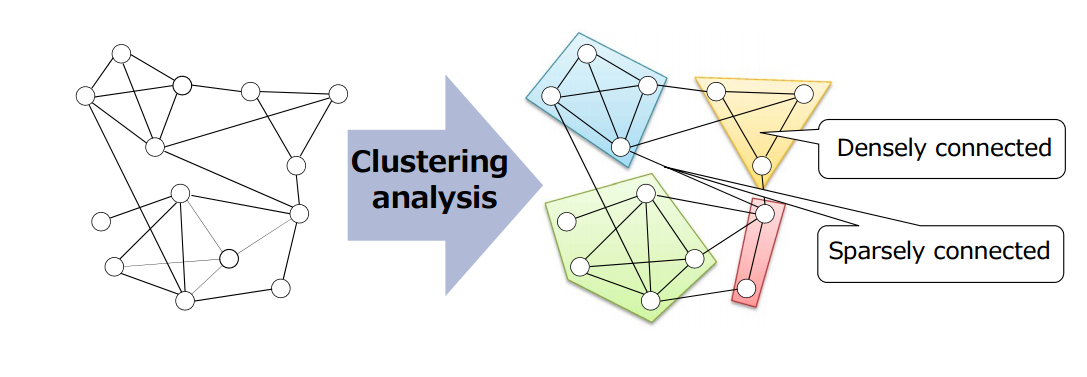 Clustering
analysis
Densely connected
Sparsely connected